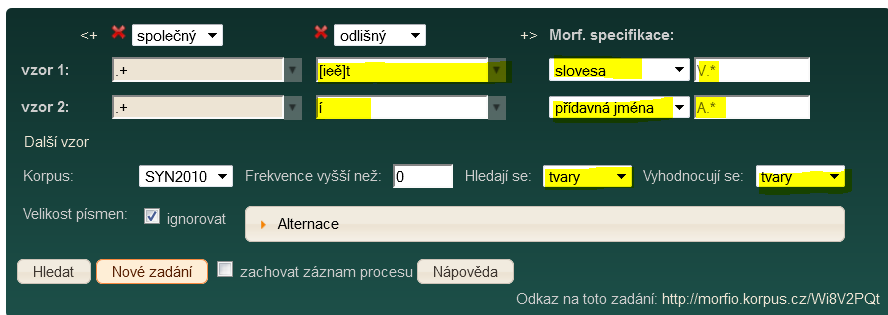 <+ společný odlišný +> Morf. specifikace:
vzor 1: .+ [ieě]t slovesa V.*
vzor 2: .+ í přídavná jména A.*
Další vzor
Korpus: SYN2010 Frekvence vyšší než: 0 Hledají se: tvary Vyhodnocují se: tvary
Velikost písmen: ignorovat Alternace
Hledat Nové zadání zachovat záznam procesu Nápověda
Odkaz na toto zadání: http://morfio.korpus.cz/Wi8V2PQt